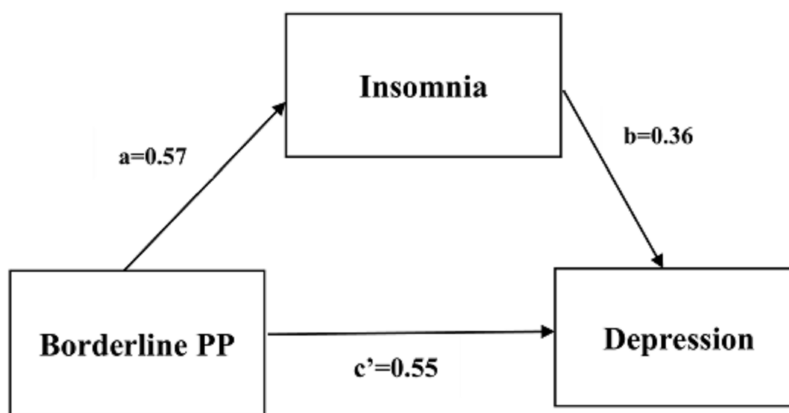 Insomnia
a=0.57
b=0.36
Borderline PP
Depression
c’=0.55